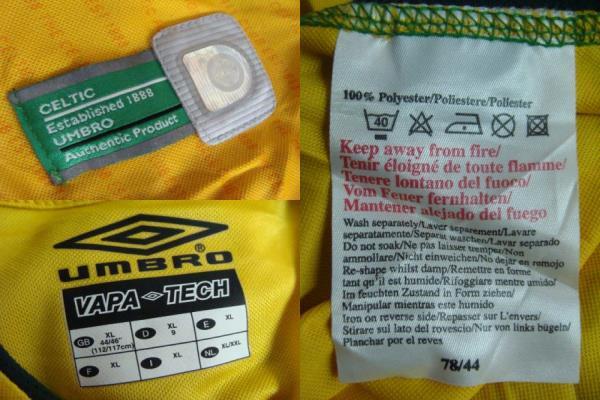 CELTIC
Established 1888
UMBRO
Authentic Product
UMBRO®
VAPA TECH
GB XL 44/46" (112/117cm)
D XL 9
E XL
F XL
I XL
NL XL/XXL
100% Polyester/Poliestere/Poliester
40
Keep away from fire/
Tenir éloigné de toute flamme/
Tenere lontano del fuoco/
Vom Feuer fernhalten/
Mantener alejado del fuego
Wash separately/Laver separement/Lavare
separatamente/Separat waschen/Lavar separado
Do not soak/Ne pas laisser tremper/Non
ammollare/Nicht einweichen/No dejar en remojo
Re-shape whilst damp/Remettre en forme
tant qu'il est humide/Rifoggiare mentre umido/
Im feuchten Zustand in Form ziehen/
Manipular mientras este humido
Iron on reverse side/Repasser sur L'envers/
Stirare sul lato del rovescio/Nur von links bügeln/
Planchar por el reves
78/44